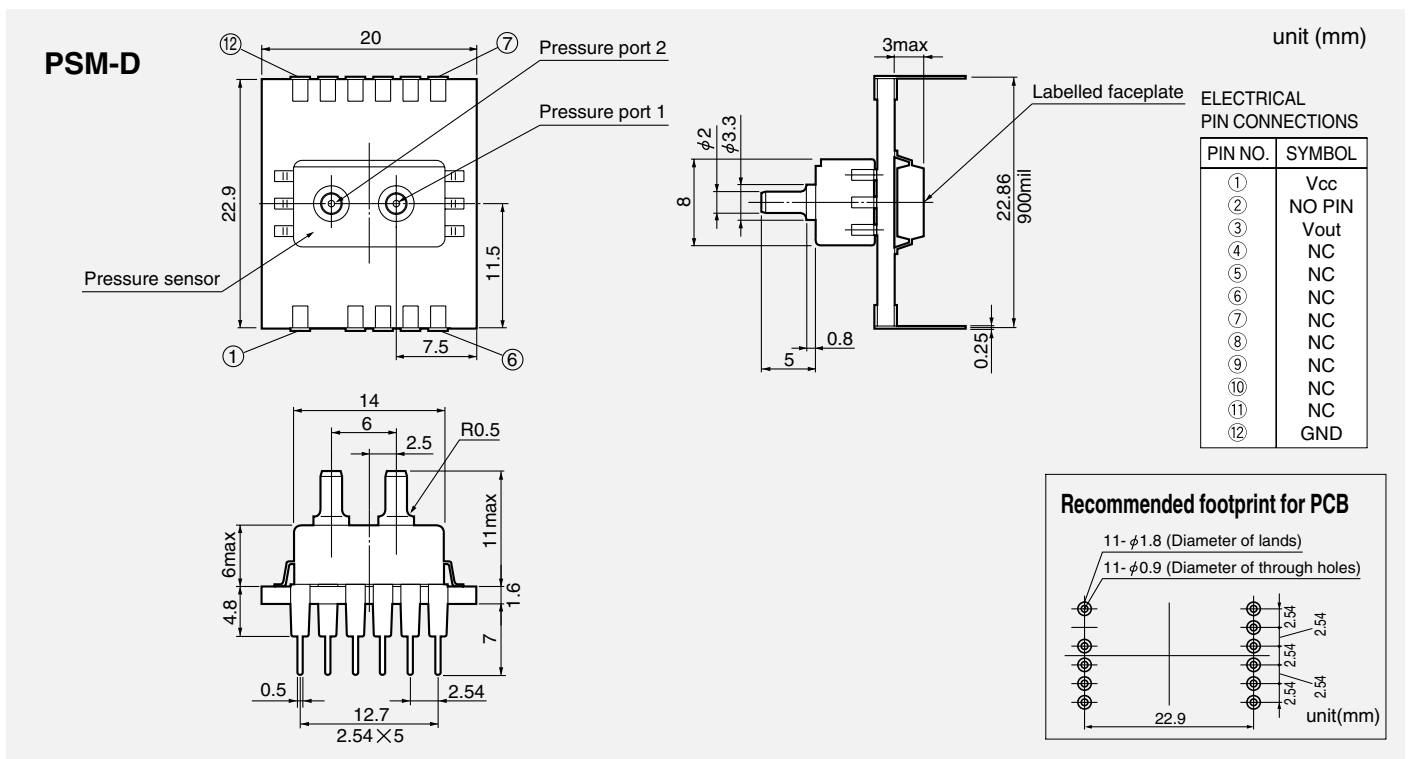 PSM-D
unit (mm)
⑫
20
⑦
Pressure port 2
Pressure port 1
22.9
11.5
Pressure sensor
①
7.5
⑥
3max
Labelled faceplate
φ2
φ3.3
8
22.86
900mil
0.8
5
0.25
ELECTRICAL
PIN CONNECTIONS
PIN NO. SYMBOL
① Vcc
② NO PIN
③ Vout
④ NC
⑤ NC
⑥ NC
⑦ NC
⑧ NC
⑨ NC
⑩ NC
⑪ NC
⑫ GND
14
6
2.5
R0.5
11max
6max
4.8
1.6
7
0.5
2.54
12.7
2.54×5
Recommended footprint for PCB
11-φ1.8 (Diameter of lands)
11-φ0.9 (Diameter of through holes)
2.54
2.54
2.54
2.54
2.54
22.9
unit(mm)